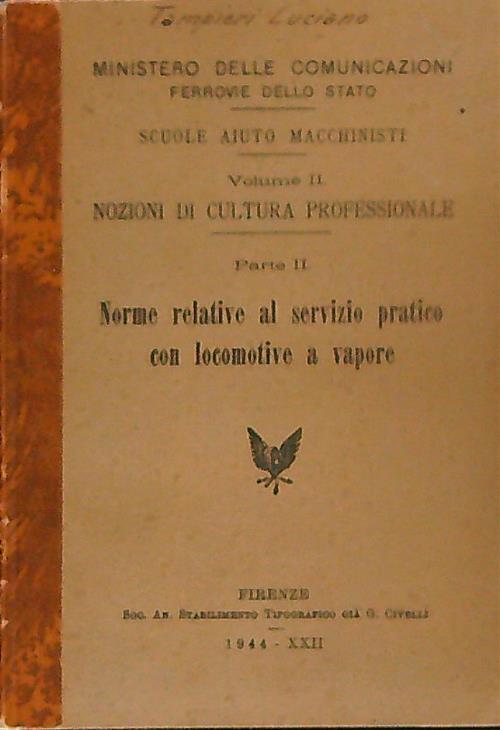 Tampieri Luciano
MINISTERO DELLE COMUNICAZIONI
FERROVIE DELLO STATO
SCUOLE AIUTO MACCHINISTI
Volume II.
NOZIONI DI CULTURA PROFESSIONALE
Parte II.
Norme relative al servizio pratico
con locomotive a vapore
FIRENZE
Soc. An. Stabilimento Tipografico già G. Civelli
1944 - XXII